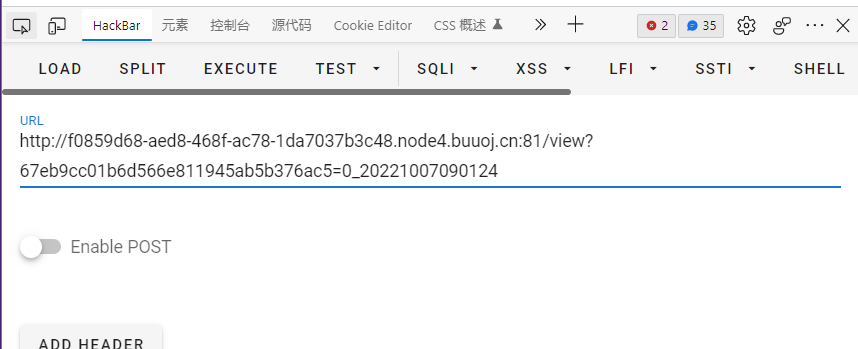 HackBar 元素 控制台 源代码 Cookie Editor CSS 概述 2 35
LOAD SPLIT EXECUTE TEST SQLI XSS LFI SSTI SHELL
URL
http://f0859d68-aed8-468f-ac78-1da7037b3c48.node4.buuoj.cn:81/view?
67eb9cc01b6d566e811945ab5b376ac5=0_20221007090124
Enable POST
ADD HEADER